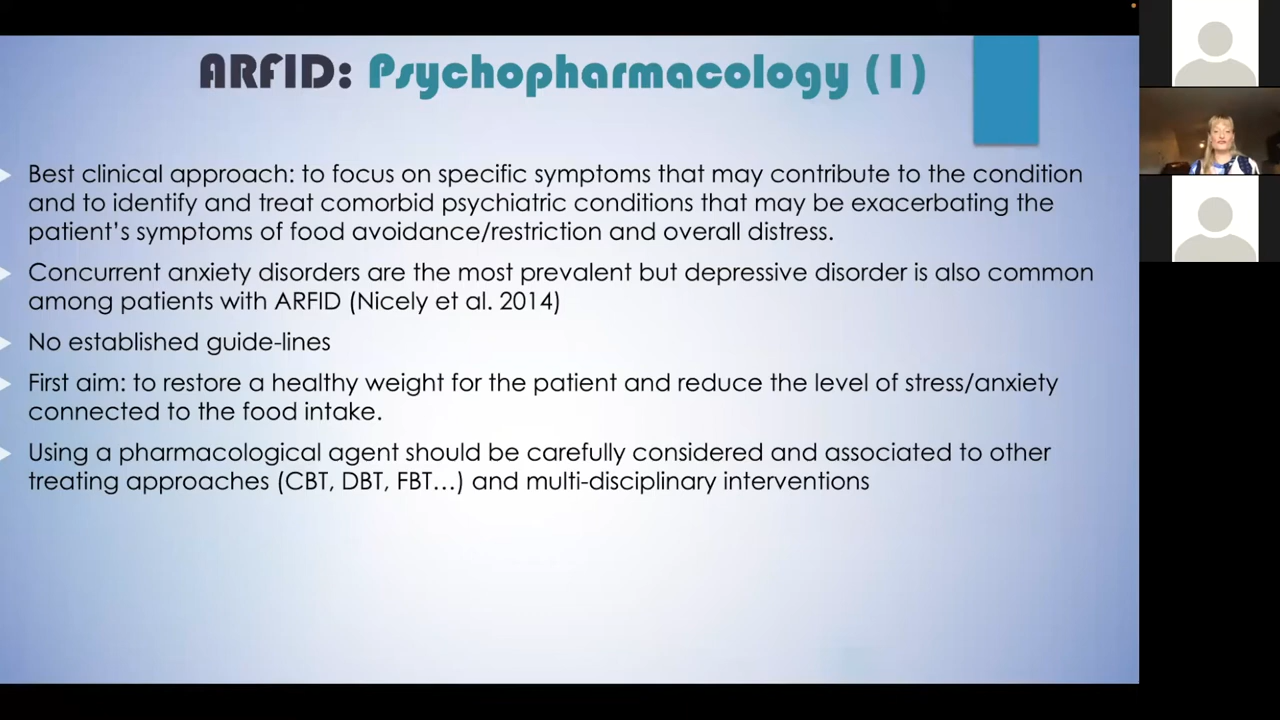 ARFID: Psychopharmacology (1)
Best clinical approach: to focus on specific symptoms that may contribute to the condition
and to identify and treat comorbid psychiatric conditions that may be exacerbating the
patient’s symptoms of food avoidance/restriction and overall distress.
Concurrent anxiety disorders are the most prevalent but depressive disorder is also common
among patients with ARFID (Nicely et al. 2014)
No established guide-lines
First aim: to restore a healthy weight for the patient and reduce the level of stress/anxiety
connected to the food intake.
Using a pharmacological agent should be carefully considered and associated to other
treating approaches (CBT, DBT, FBT…) and multi-disciplinary interventions